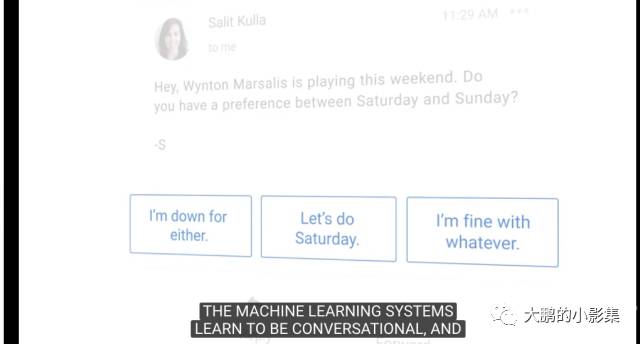 Salit Kulla
11:29 AM
to me
Hey, Wynton Marsalis is playing this weekend. Do
you have a preference between Saturday and Sunday?
-S
I'm down for
either.
Let's do
Saturday.
I'm fine with
whatever.
THE MACHINE LEARNING SYSTEMS
LEARN TO BE CONVERSATIONAL, AND
大鹏的小影集